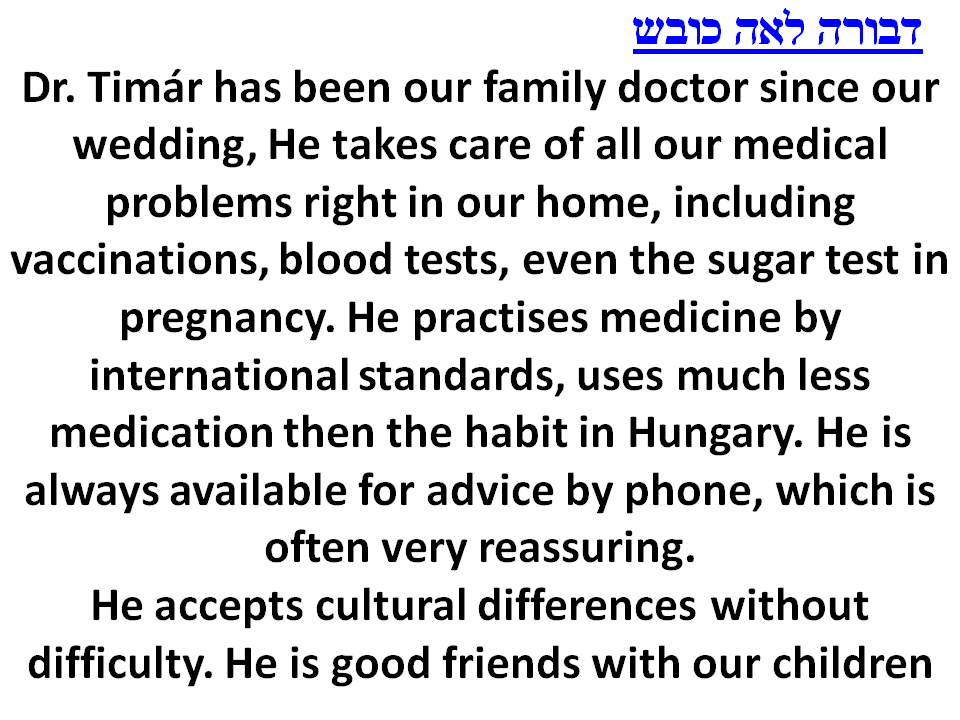 דבורה לאה כובש
Dr. Timár has been our family doctor since our
wedding, He takes care of all our medical
problems right in our home, including
vaccinations, blood tests, even the sugar test in
pregnancy. He practises medicine by
international standards, uses much less
medication then the habit in Hungary. He is
always available for advice by phone, which is
often very reassuring.
He accepts cultural differences without
difficulty. He is good friends with our children